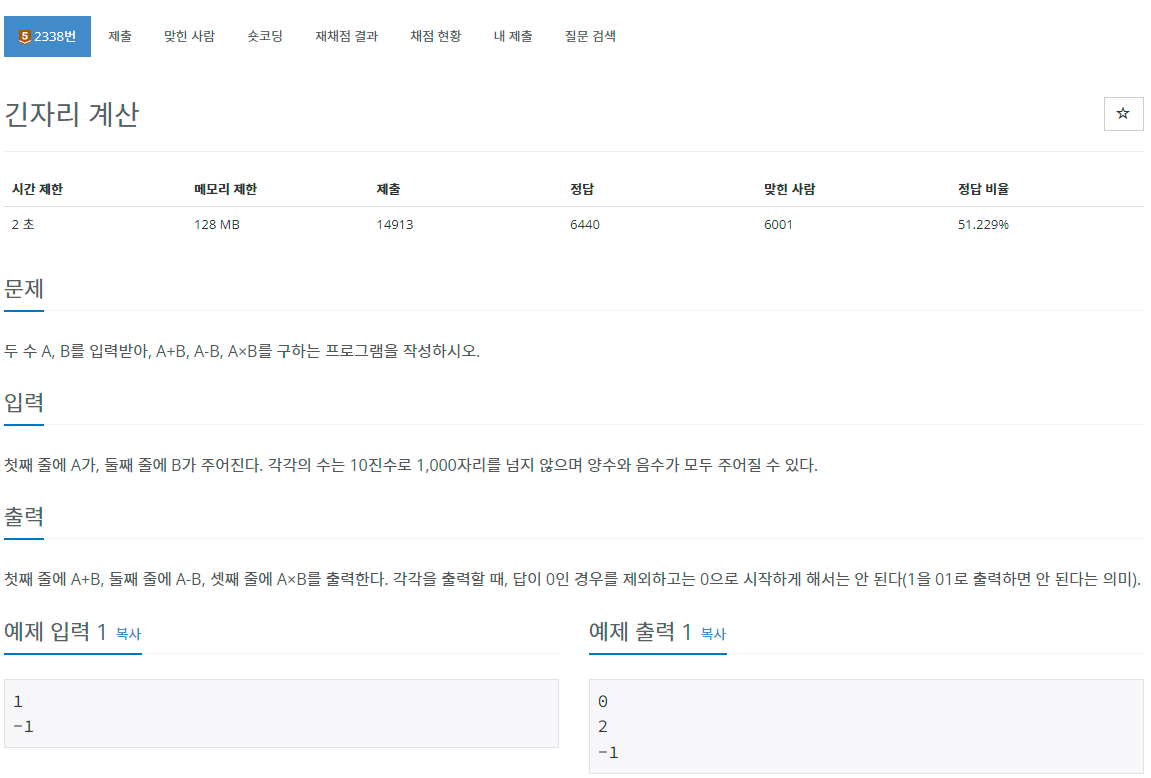 5 2338번 제출 맞힌 사람 숏코딩 재채점 결과 채점 현황 내 제출 질문 검색
긴자리 계산 ☆
시간 제한 메모리 제한 제출 정답 맞힌 사람 정답 비율
2 초 128 MB 14913 6440 6001 51.229%
문제
두 수 A, B를 입력받아, A+B, A-B, A×B를 구하는 프로그램을 작성하시오.
입력
첫째 줄에 A가, 둘째 줄에 B가 주어진다. 각각의 수는 10진수로 1,000자리를 넘지 않으며 양수와 음수가 모두 주어질 수 있다.
출력
첫째 줄에 A+B, 둘째 줄에 A-B, 셋째 줄에 A×B를 출력한다. 각각을 출력할 때, 답이 0인 경우를 제외하고는 0으로 시작하게 해서는 안 된다(1을 01로 출력하면 안 된다는 의미).
예제 입력 1 복사
1
-1
예제 출력 1 복사
0
2
-1